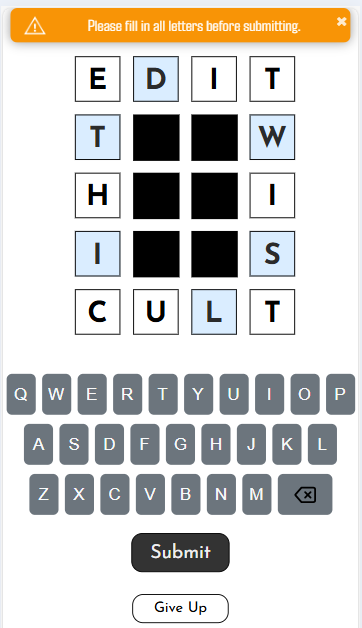 Please fill in all letters before submitting.
E D I T
T W
H I
I S
C U L T
Q W E R T Y U I O P
A S D F G H J K L
Z X C V B N M
Submit
Give Up